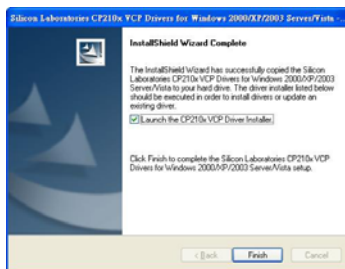 Silicon Laboratories CP210x VCP Drivers for Windows 2000/XP/2003 Server/Vista -...
InstallShield Wizard Complete
The InstallShield Wizard has successfully copied the Silicon
Laboratories CP210x VCP Drivers for Windows 2000/XP/2003
Server/Vista to your hard drive. The driver installer listed below
should be executed in order to install drivers or update an
existing driver.
Launch the CP210x VCP Driver Installer.
Click Finish to complete the Silicon Laboratories CP210x VCP
Drivers for Windows 2000/XP/2003 Server/Vista setup.
< Back Finish Cancel